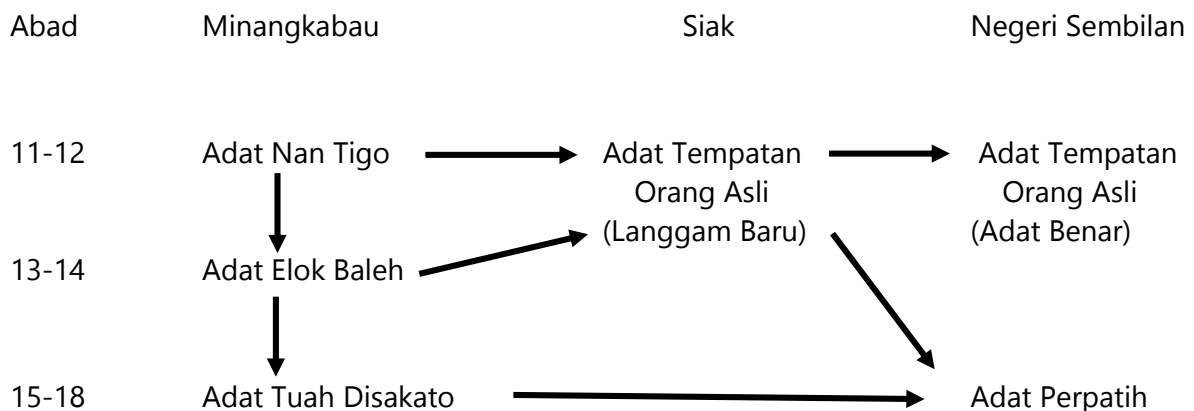 Abad Minangkabau Siak Negeri Sembilan
11-12 Adat Nan Tigo Adat Tempatan Adat Tempatan
Orang Asli Orang Asli
(Langgam Baru) (Adat Benar)
13-14 Adat Elok Baleh
15-18 Adat Tuah Disakato Adat Perpatih